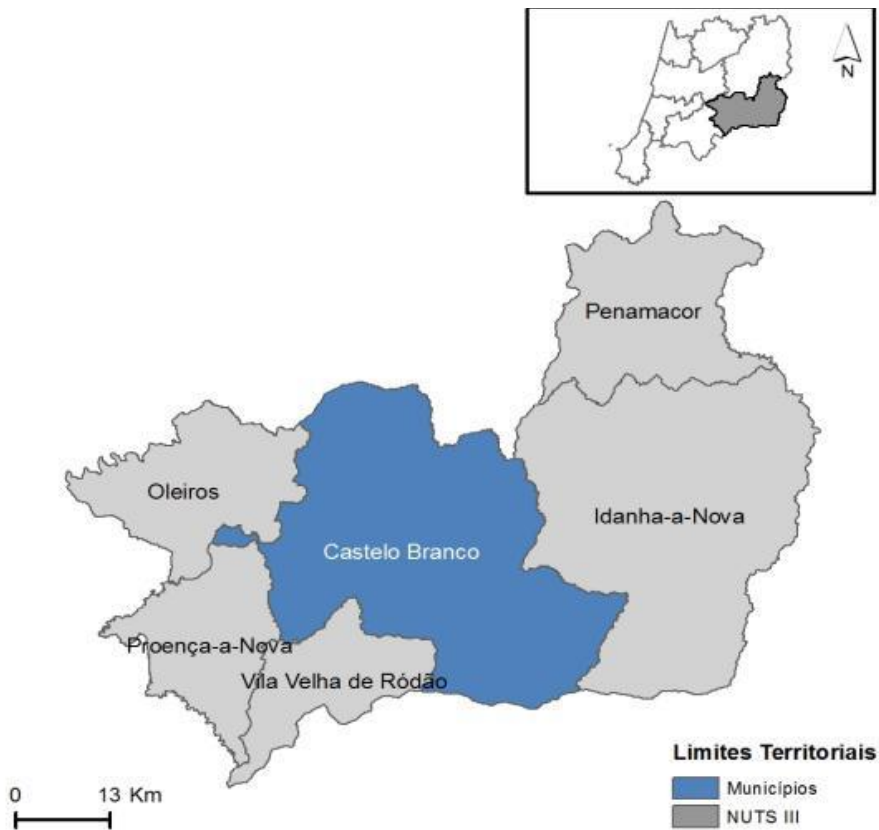 N
Penamacor
Oleiros
Idanha-a-Nova
Castelo Branco
Proença-a-Nova
Vila Velha de Ródão
Limites Territoriais
Municípios
NUTS III
0 13 Km